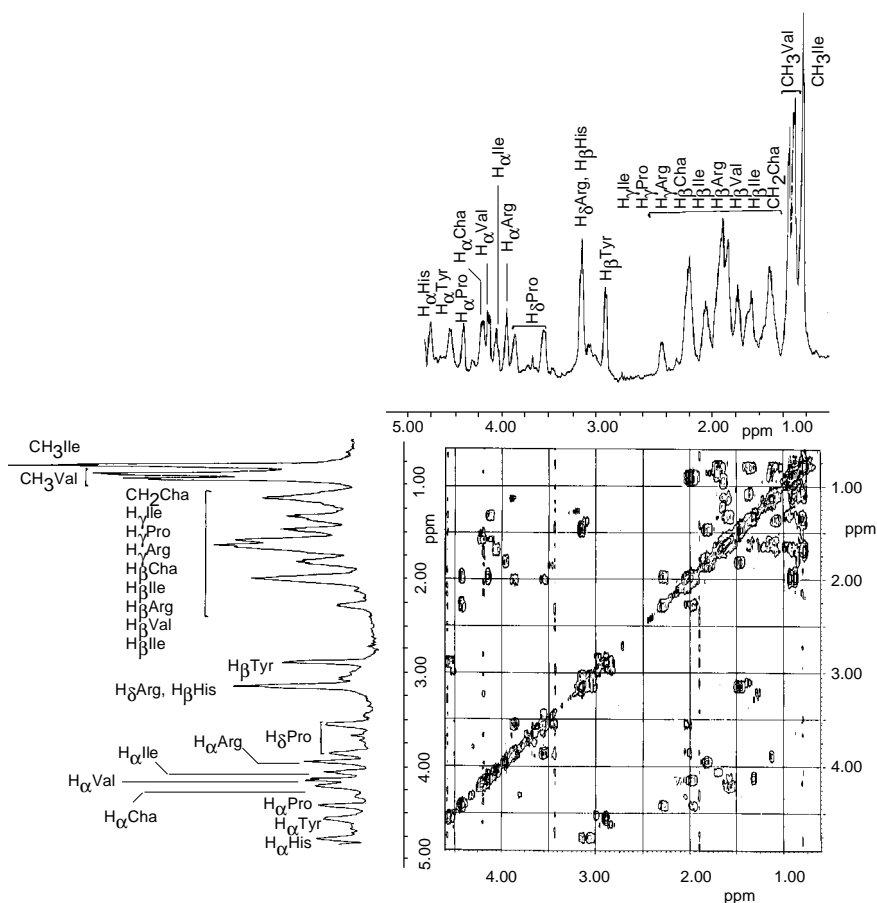 CH3Val
CH3Ile
HαHis
HαTyr
HαPro
HαCha
HαVal
HαIle
HαArg
HδPro
HδArg, HβHis
HβTyr
HγIle
HγPro
HγArg
HβCha
HβIle
HβArg
HβVal
HβIle
CH2Cha
5.00 4.00 3.00 2.00 1.00
ppm
CH3Ile
CH3Val
CH2Cha
HγIle
HγPro
HγArg
HβCha
HβIle
HβArg
HβVal
HβIle
HβTyr
HδArg, HβHis
HδPro
HαArg
HαIle
HαVal
HαCha
HαPro
HαTyr
HαHis
1.00
ppm
2.00
3.00
4.00
5.00
1.00
ppm
2.00
3.00
4.00
4.00 3.00 2.00 1.00
ppm